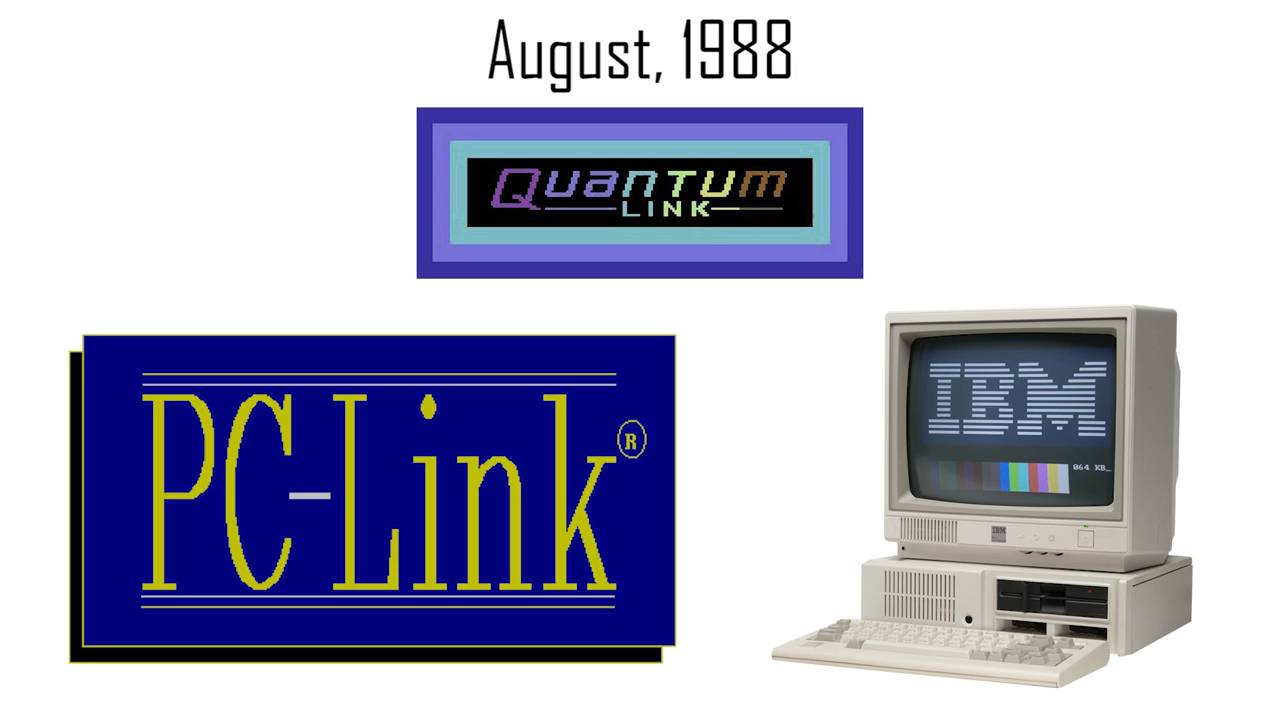 August, 1988
Quantum
LINK
PC-Link®
IBM
064 KB
IBM